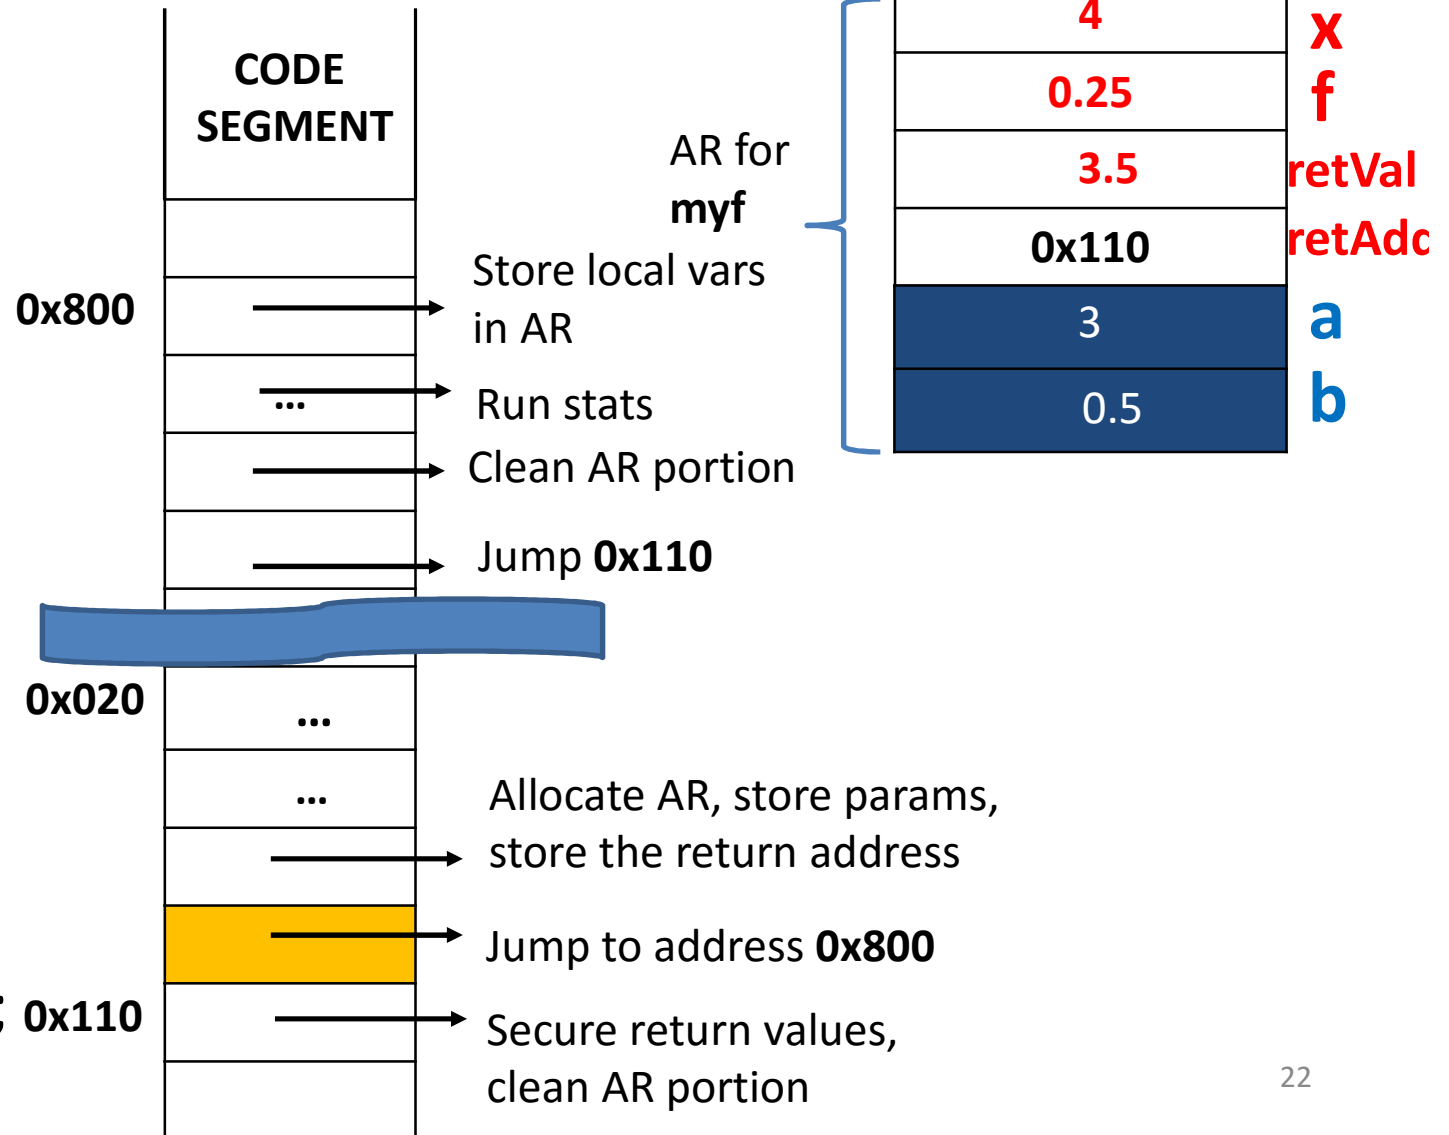 CODE
SEGMENT
0x800
Store local vars
in AR
...
Run stats
Clean AR portion
Jump 0x110
0x020
...
...
Allocate AR, store params,
store the return address
Jump to address 0x800
; 0x110
Secure return values,
clean AR portion
AR for
myf
4 x
0.25 f
3.5 retVal
0x110 retAdd
3 a
0.5 b
22